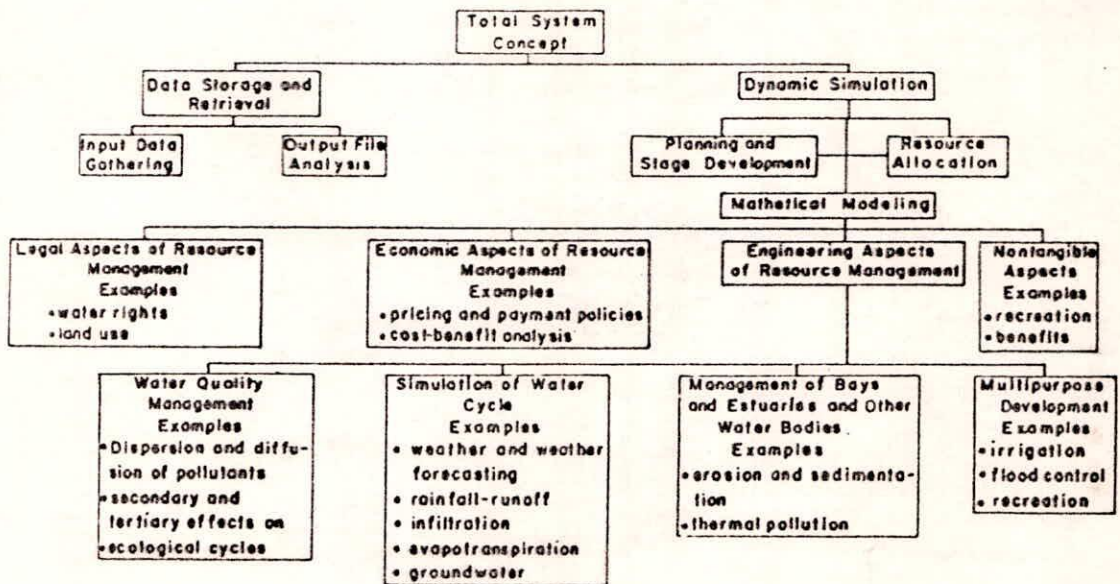 Total System
Concept
Data Storage and
Retrieval
Dynamic Simulation
Input Data
Gathering
Output File
Analysis
Planning and
Stage Development
Resource
Allocation
Mathetical Modeling
Legal Aspects of Resource
Management
Examples
• water rights
• land use
Economic Aspects of Resource
Management
Examples
• pricing and payment policies
• cost-benefit analysis
Engineering Aspects
of Resource Management
Nontangible
Aspects
Examples
• recreation
• benefits
Water Quality
Management
Examples
• Dispersion and diffu-
sion of pollutants
• secondary and
tertiary effects on
• ecological cycles
Simulation of Water
Cycle
Examples
• weather and weather
forecasting
• rainfall-runoff
• infiltration
• evapotranspiration
• groundwater
Management of Bays
and Estuaries and Other
Water Bodies
Examples
• erosion and sedimenta-
tion
• thermal pollution
Multipurpose
Development
Examples
• irrigation
• flood control
• recreation